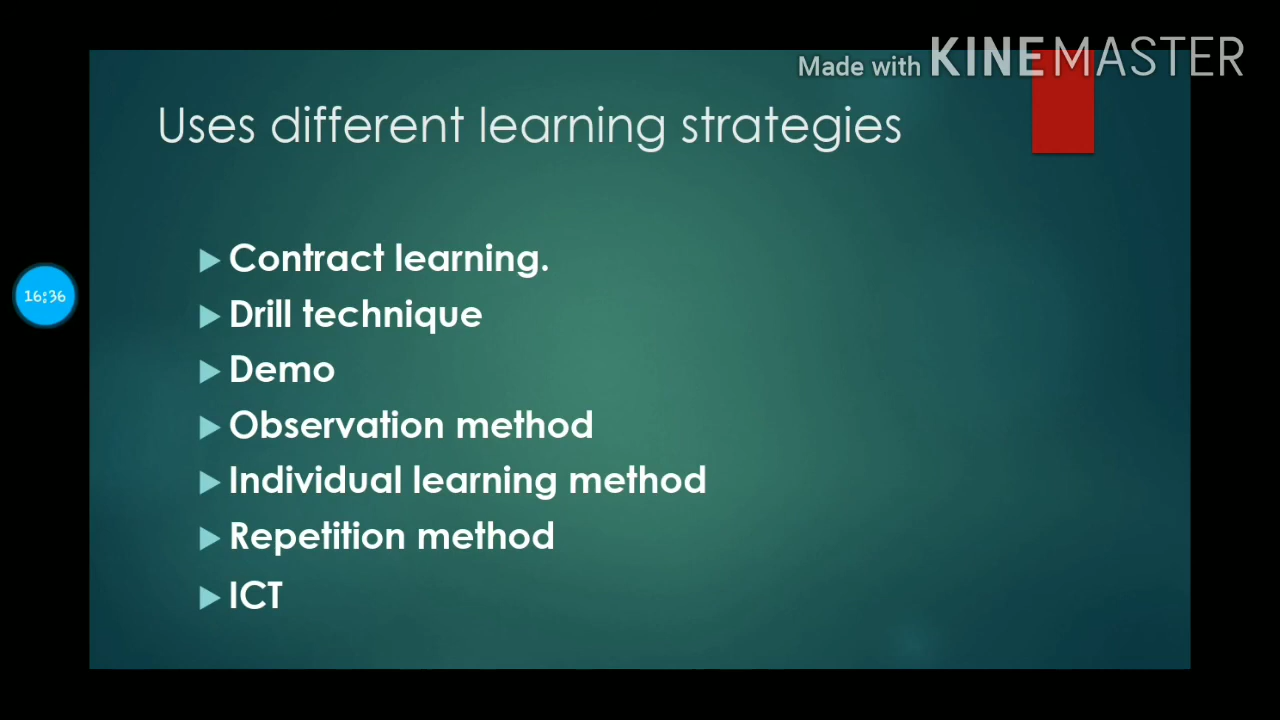 Made with KINEMASTER
Uses different learning strategies
Contract learning.
Drill technique
16:36
Demo
Observation method
Individual learning method
Repetition method
ICT